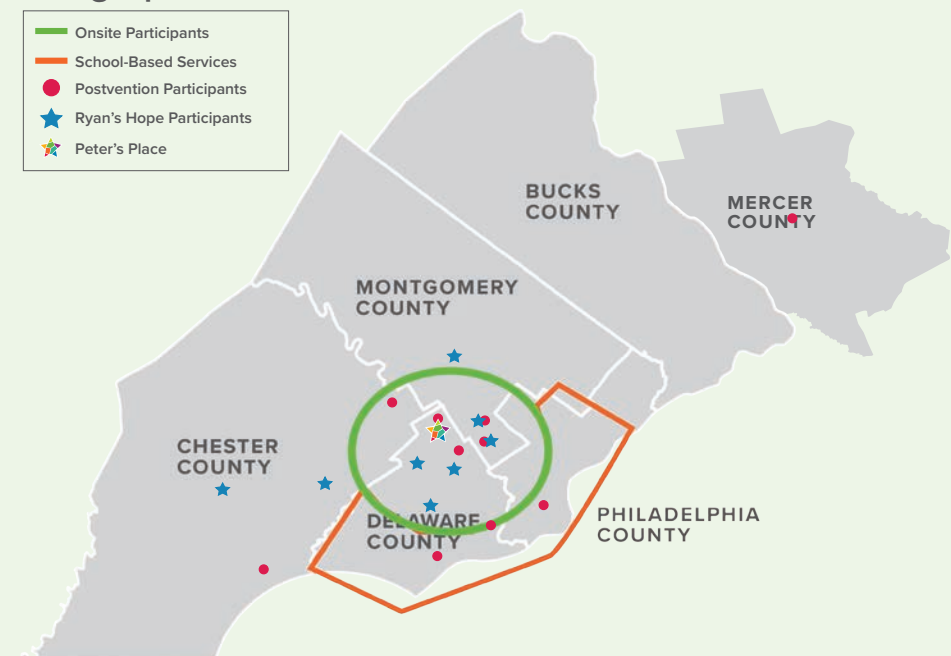 Onsite Participants
School-Based Services
Postvention Participants
Ryan's Hope Participants
Peter's Place
BUCKS
COUNTY
MERCER
COUNTY
MONTGOMERY
COUNTY
CHESTER
COUNTY
DELAWARE
COUNTY
PHILADELPHIA
COUNTY